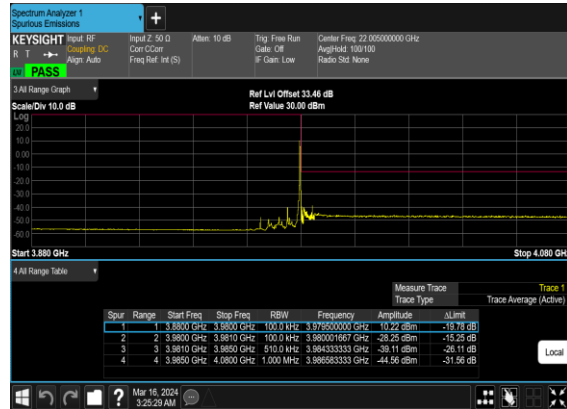 Spectrum Analyzer 1
Spurious Emissions
+
KEYSIGHT Input: RF Input Z: 50 Ω Atten: 10 dB Trig: Free Run Center Freq: 22.005000000 GHz
R T Coupling: DC Corr CCorr Gate: Off Avg|Hold: 100/100
Align: Auto Freq Ref: Int (S) IF Gain: Low Radio Std: None
PASS
3 All Range Graph Ref Lvl Offset 33.46 dB
Scale/Div 10.0 dB Ref Value 30.00 dBm
Log
20.0
10.0
0.00
-10.0
-20.0
-30.0
-40.0
-50.0
-60.0
Start 3.880 GHz Stop 4.080 GHz
4 All Range Table
Measure Trace Trace 1
Trace Type Trace Average (Active)
Spur Range Start Freq Stop Freq RBW Frequency Amplitude ΔLimit
1 1 3.8800 GHz 3.9800 GHz 100.0 kHz 3.979500000 GHz 10.22 dBm -19.78 dB
2 2 3.9800 GHz 3.9810 GHz 100.0 kHz 3.980001667 GHz -28.25 dBm -15.25 dB
3 3 3.9810 GHz 3.9850 GHz 510.0 kHz 3.984333333 GHz -39.11 dBm -26.11 dB
4 4 3.9850 GHz 4.0800 GHz 1.000 MHz 3.986583333 GHz -44.56 dBm -31.56 dB
Local
? Mar 16, 2024
3:25:29 AM